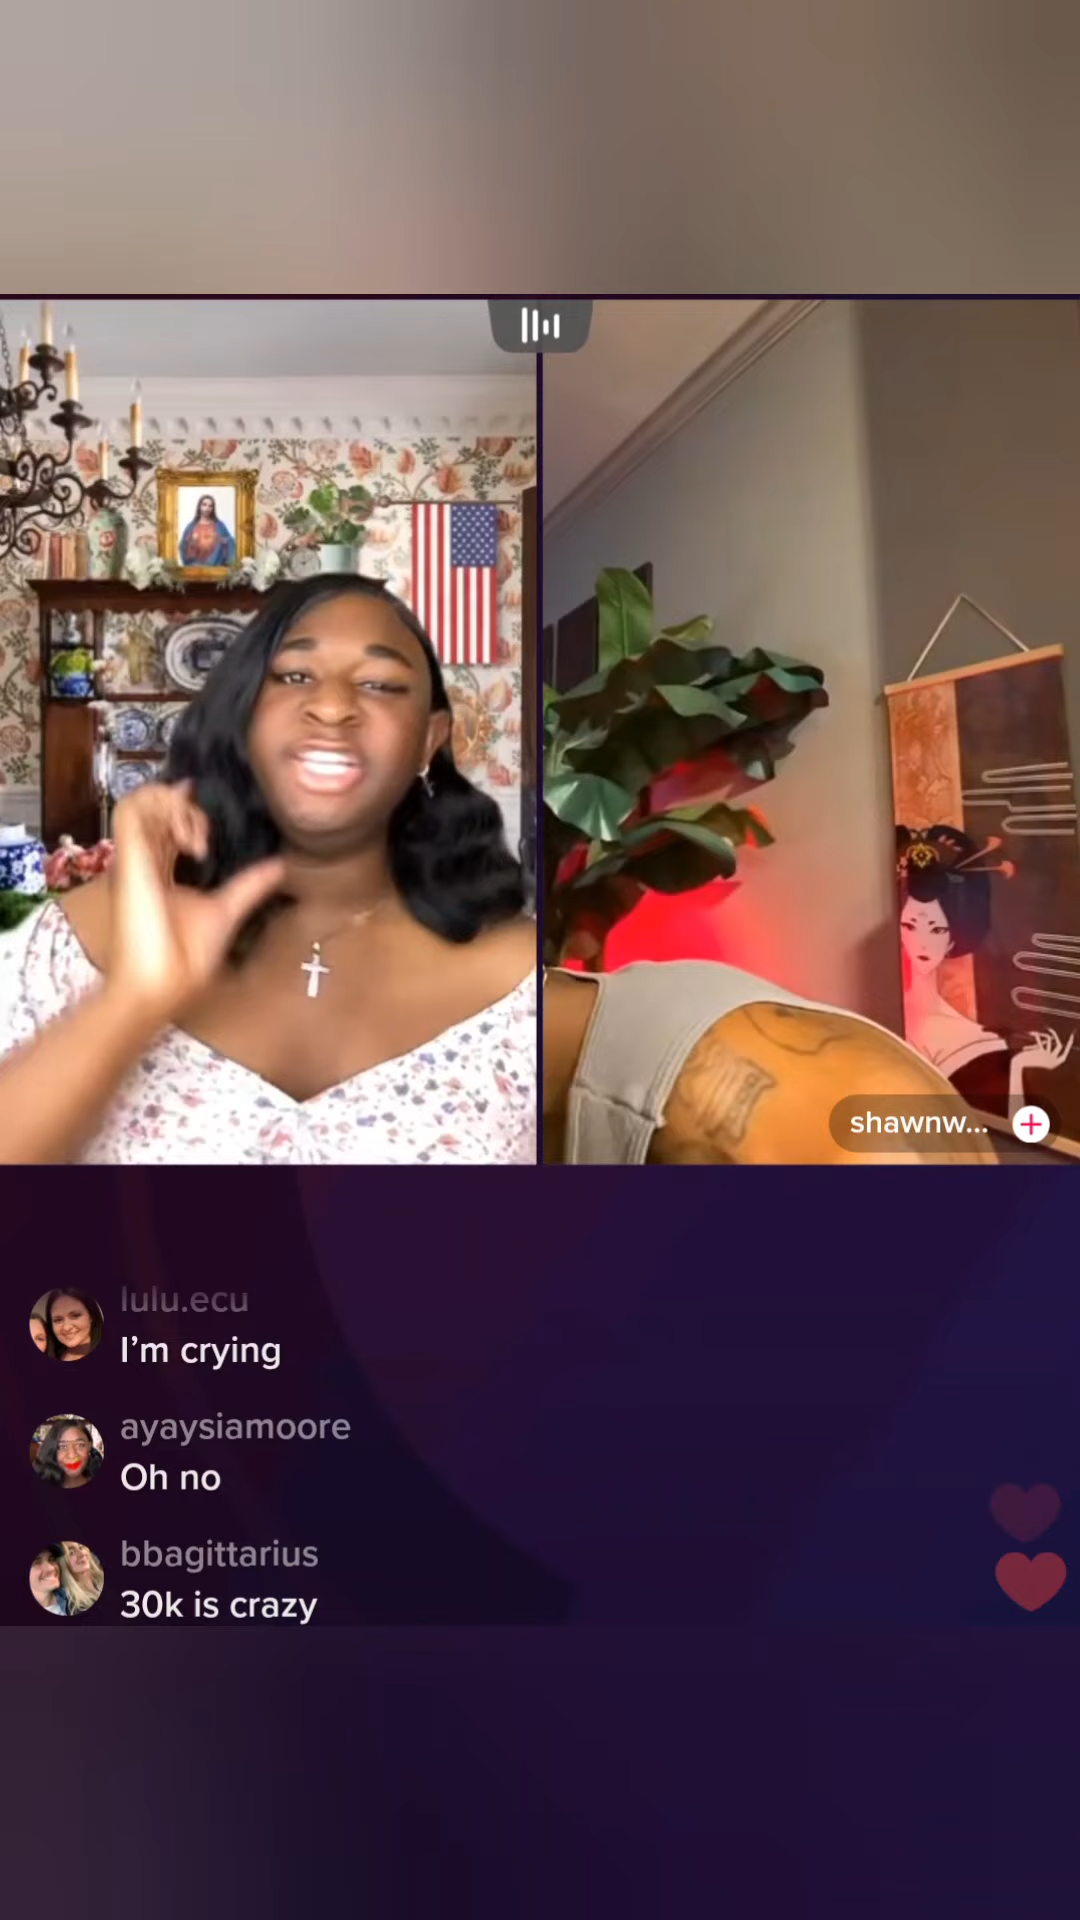 shawnw...
lulu.ecu
I'm crying
ayaysiamoore
Oh no
bbagittarius
30k is crazy